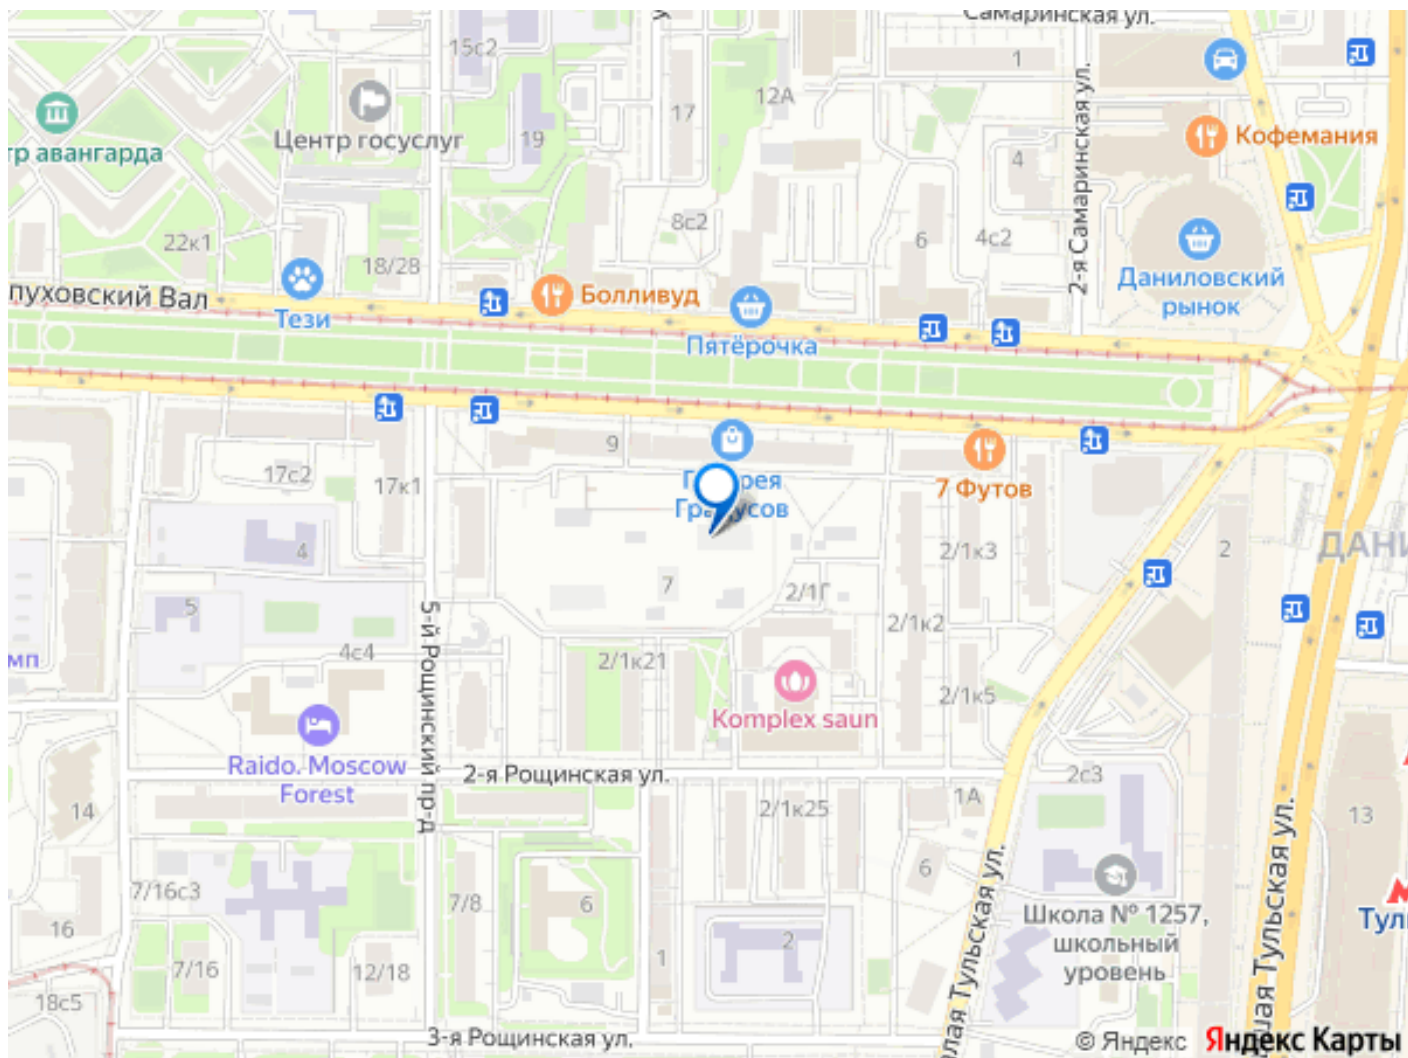 Самаринская ул.
15с2
1
12А
17
Центр госуслуг
19
Кофемания
тр авангарда
4
2-я Самаринская ул.
8с2
22к1
6
4с2
18/28
Даниловский
рынок
пуховский Вал
Болливуд
Тези
Пятёрочка
9
17с2
17к1
7 Футов
4
2/1к3
2
ДАНИ
7
2/1Г
5
2/1к2
5-й Рощинский пр-д
4с4
мп
2/1к21
2/1к5
Komplex saun
Raido. Moscow
Forest
2-я Рощинская ул.
2с3
14
1А
2/1к25
13
6
7/16с3
7/8
6
Школа № 1257,
школьный
уровень
16
Тул
2
7/16
12/18
1
18с5
3-я Рощинская ул.
лая Тульская ул.
шая Тульская ул.
© Яндекс Яндекс Карты